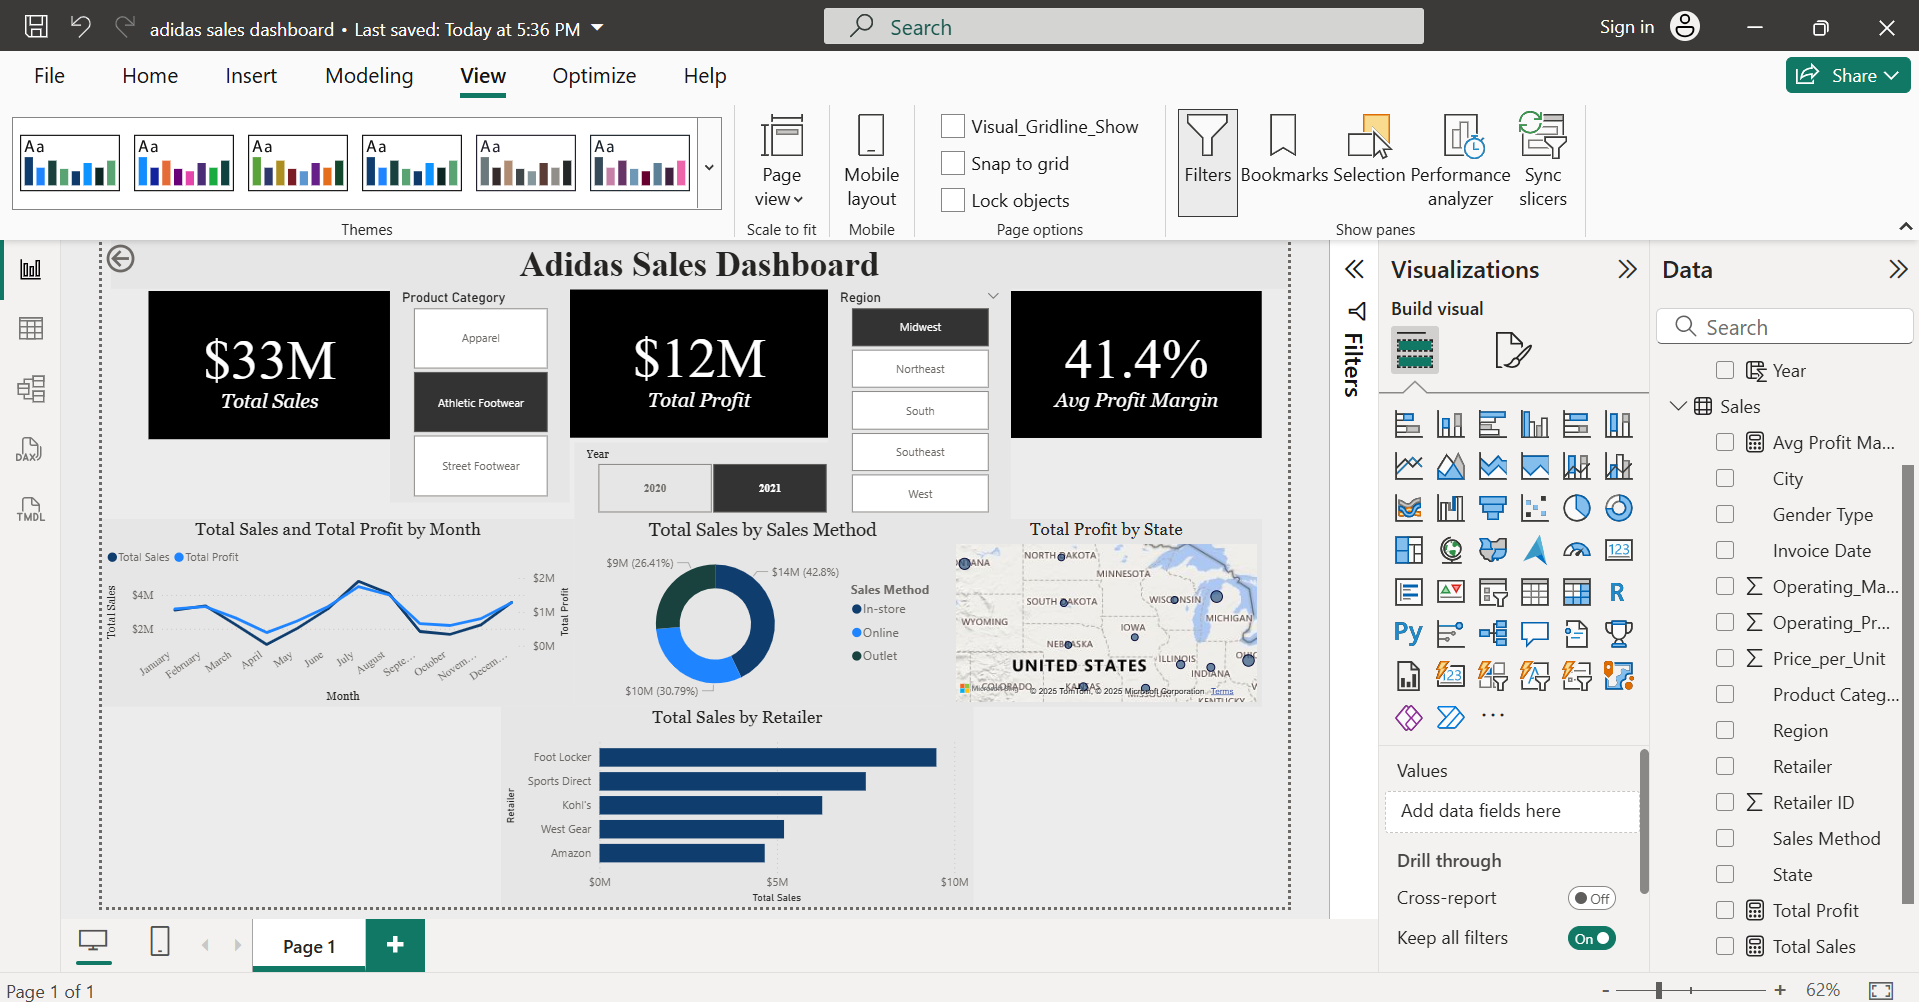 adidas sales dashboard • Last saved: Today at 5:36 PM
Search
Sign in
File
Home
Insert
Modeling
View
Optimize
Help
Share
Aa
Aa
Aa
Aa
Aa
Aa
Themes
Page
view
Scale to fit
Mobile
layout
Mobile
Visual_Gridline_Show
Snap to grid
Lock objects
Page options
Filters
Bookmarks
Selection
Performance
analyzer
Sync
slicers
Show panes
Adidas Sales Dashboard
$33M
Total Sales
Product Category
Apparel
Athletic Footwear
Street Footwear
$12M
Total Profit
Year
2020
2021
Region
Midwest
Northeast
South
Southeast
West
41.4%
Avg Profit Margin
Total Sales and Total Profit by Month
Total Sales
Total Profit
Total Sales
$4M
$2M
$2M
$1M
$0M
Total Profit
January
February
March
April
May
June
July
August
Septe...
October
Novem...
Decem...
Month
Total Sales by Sales Method
$9M (26.41%)
$14M (42.8%)
$10M (30.79%)
Sales Method
In-store
Online
Outlet
Total Profit by State
NORTH DAKOTA
MINNESOTA
SOUTH DAKOTA
WISCONSIN
WYOMING
MICHIGAN
IOWA
NEBRASKA
UNITED STATES
ILLINOIS
INDIANA
COLORADO
KANSAS
KENTUCKY
© 2025 TomTom, © 2025 Microsoft Corporation Terms
Total Sales by Retailer
Retailer
Foot Locker
Sports Direct
Kohl's
West Gear
Amazon
$0M
$5M
$10M
Total Sales
Filters
Visualizations
Build visual
123
R
Py
123
Values
Add data fields here
Drill through
Cross-report
Off
Keep all filters
On
Data
Search
Year
Sales
Avg Profit Ma...
City
Gender Type
Invoice Date
Operating_Ma...
Operating_Pr...
Price_per_Unit
Product Categ...
Region
Retailer
Retailer ID
Sales Method
State
Total Profit
Total Sales
DAX
TMDL
Page 1
Page 1 of 1
62%